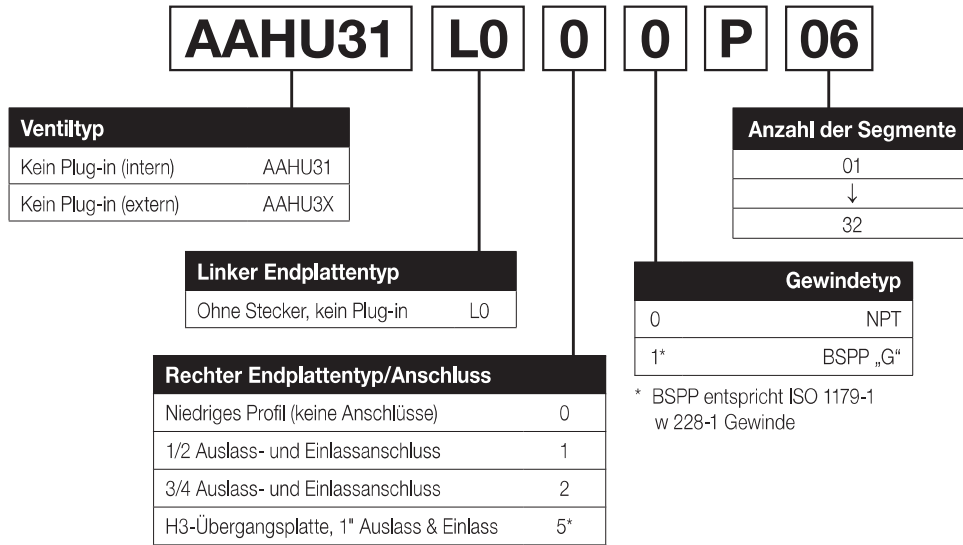 AAHU31 L0 0 0 P 06
Ventiltyp
Kein Plug-in (intern) AAHU31
Kein Plug-in (extern) AAHU3X
Anzahl der Segmente
01
↓
32
Linker Endplattentyp
Ohne Stecker, kein Plug-in L0
Gewindetyp
0 NPT
1* BSPP „G“
* BSPP entspricht ISO 1179-1
w 228-1 Gewinde
Rechter Endplattentyp/Anschluss
Niedriges Profil (keine Anschlüsse) 0
1/2 Auslass- und Einlassanschluss 1
3/4 Auslass- und Einlassanschluss 2
H3-Übergangsplatte, 1" Auslass & Einlass 5*